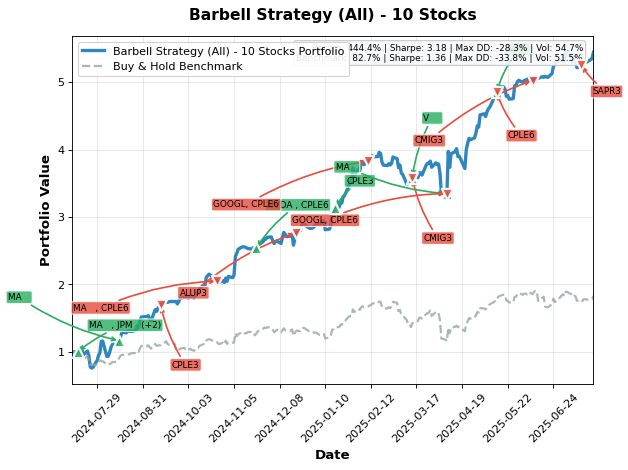 Barbell Strategy (All) - 10 Stocks
Barbell Strategy (All) - 10 Stocks Portfolio
Buy & Hold Benchmark
444.4% | Sharpe: 3.18 | Max DD: -28.3% | Vol: 54.7%
82.7% | Sharpe: 1.36 | Max DD: -33.8% | Vol: 51.5%
SAPR3
V
CMIG3
CPLE6
MA
CPLE3
GOOGL, CPLE6
, CPLE6
GOOGL,
CMIG3
ALUP3
MA
MA , CPLE6
MA , JPM , (+2)
CPLE3
Portfolio Value
5
4
3
2
1
2024-07-29
2024-08-31
2024-10-03
2024-11-05
2024-12-08
2025-01-10
2025-02-12
2025-03-17
2025-04-19
2025-05-22
2025-06-24
Date